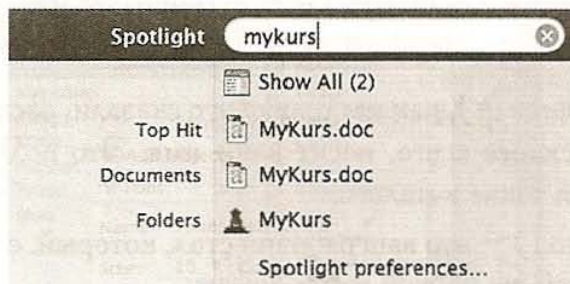 Spotlight mykurs
Show All (2)
Top Hit MyKurs.doc
Documents MyKurs.doc
Folders MyKurs
Spotlight preferences...